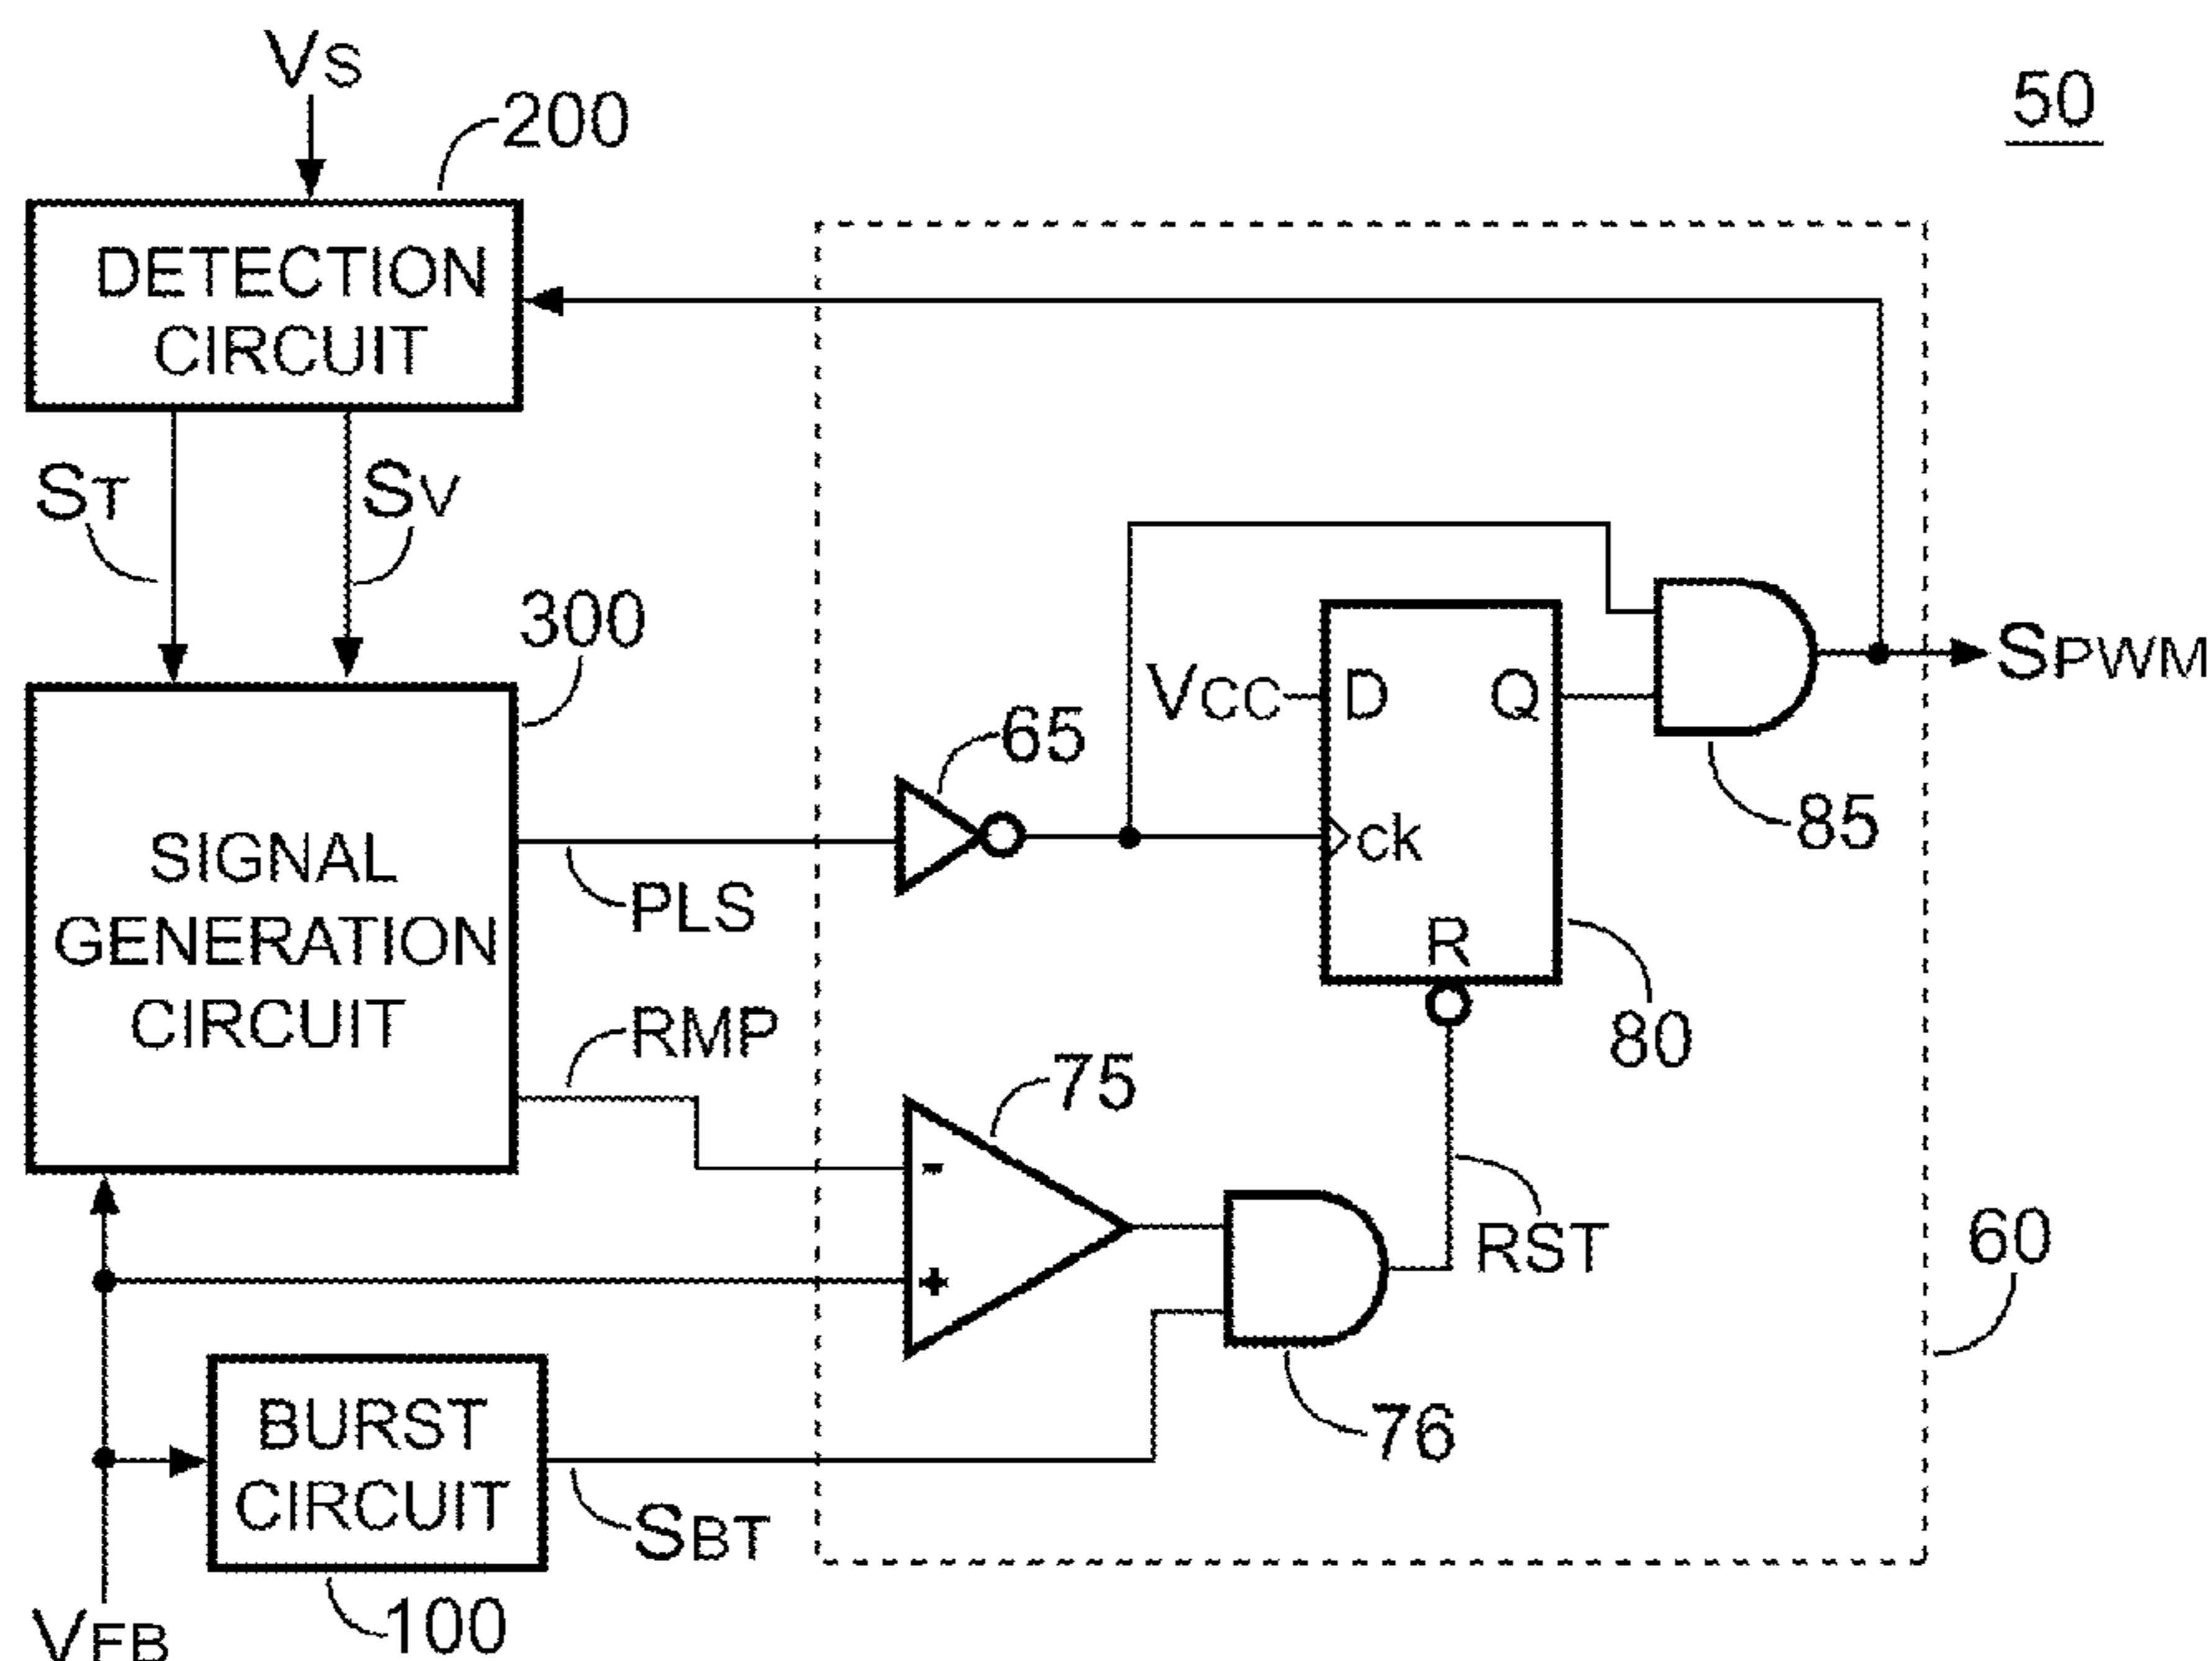 VS
200
50
DETECTION
CIRCUIT
ST
SV
300
SPWM
VCC
D
Q
65
85
ck
SIGNAL
GENERATION
CIRCUIT
PLS
R
RMP
80
75
-
+
RST
60
BURST
CIRCUIT
76
SBT
100
VFB